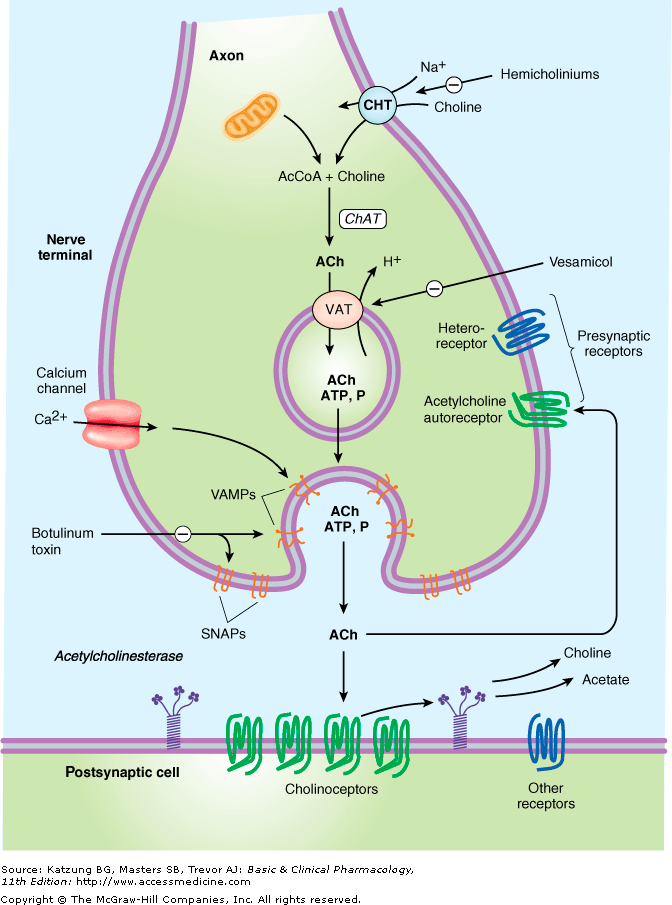 Axon
Na+
Hemicholiniums
CHT
Choline
AcCoA + Choline
ChAT
Nerve
terminal
ACh
H+
Vesamicol
VAT
Hetero-
receptor
Presynaptic
receptors
Calcium
channel
ACh
ATP, P
Acetylcholine
autoreceptor
Ca2+
VAMPs
ACh
ATP, P
Botulinum
toxin
SNAPs
ACh
Acetylcholinesterase
Choline
Acetate
Postsynaptic cell
Cholinoceptors
Other
receptors
Source: Katzung BG, Masters SB, Trevor AJ: Basic & Clinical Pharmacology,
11th Edition: http://www.accessmedicine.com
Copyright © The McGraw-Hill Companies, Inc. All rights reserved.